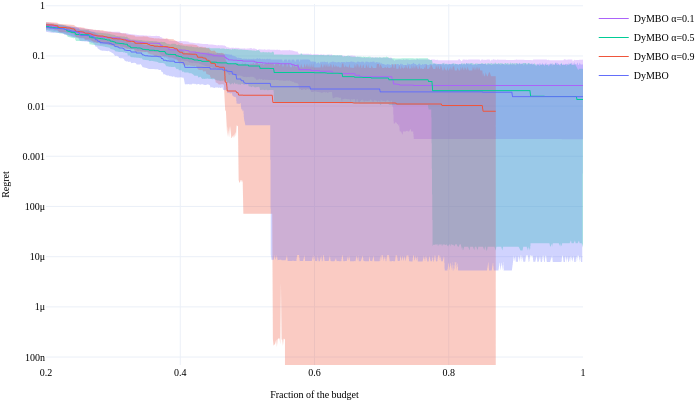 1
0.1
0.01
0.001
100μ
10μ
1μ
100n
Regret
0.2
0.4
0.6
0.8
1
Fraction of the budget
DyMBO α=0.1
DyMBO α=0.5
DyMBO α=0.9
DyMBO